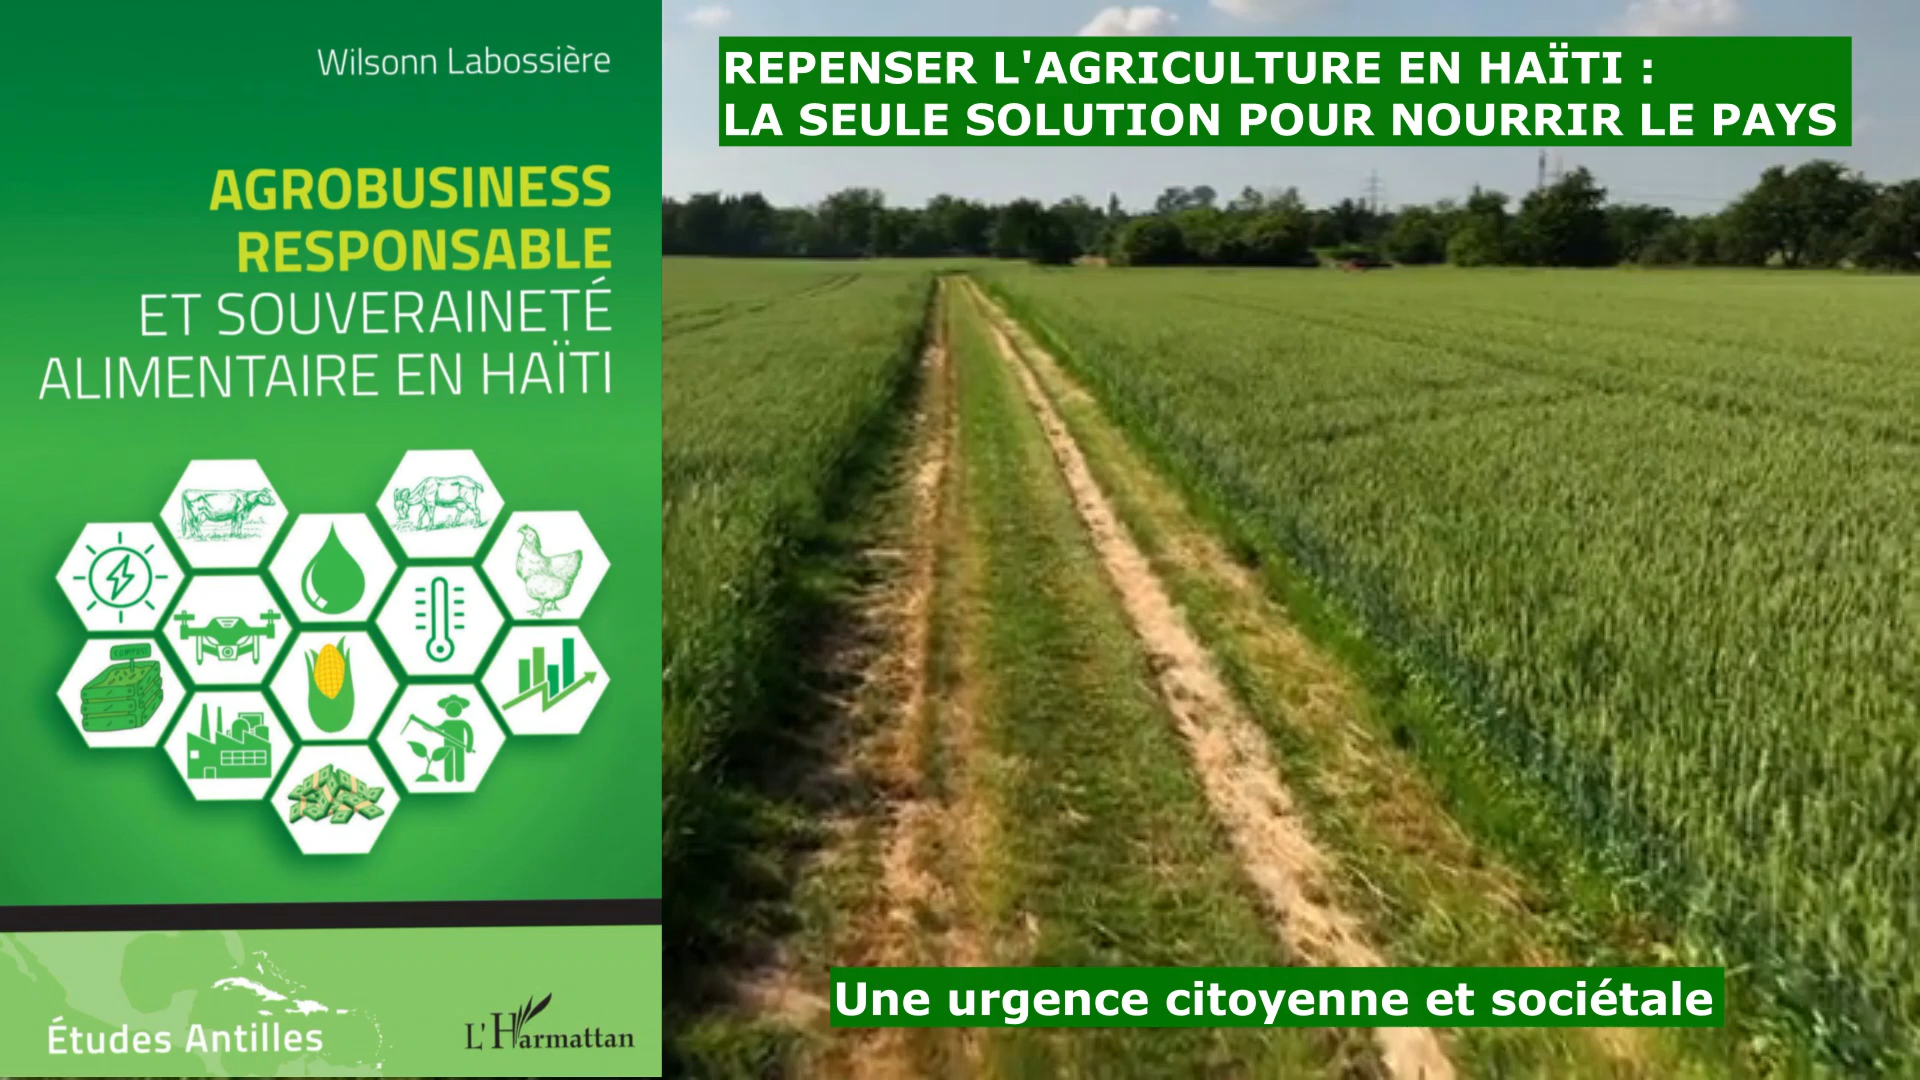 Wilsonn Labossière
AGROBUSINESS
RESPONSABLE
ET SOUVERAINETÉ
ALIMENTAIRE EN HAÏTI
COMPOST
Études Antilles
L'Harmattan
REPENSER L'AGRICULTURE EN HAÏTI :
LA SEULE SOLUTION POUR NOURRIR LE PAYS
Une urgence citoyenne et sociétale